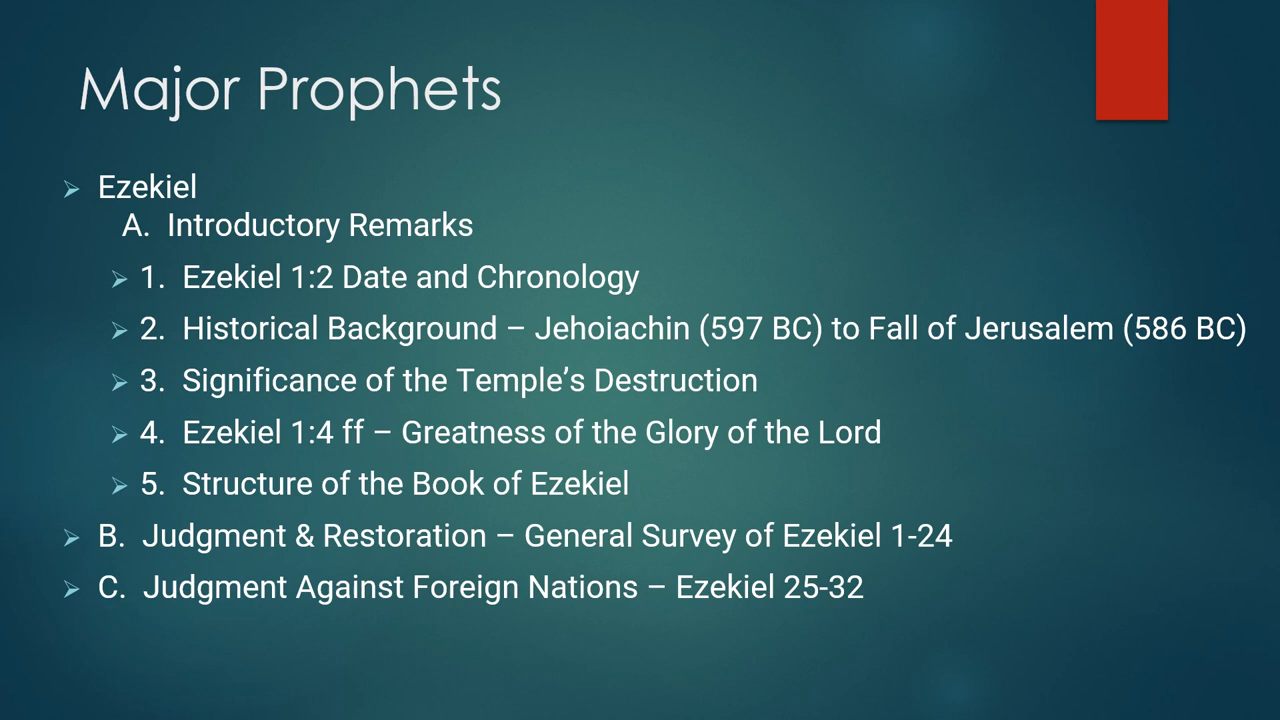 Major Prophets
Ezekiel
A. Introductory Remarks
1. Ezekiel 1:2 Date and Chronology
2. Historical Background – Jehoiachin (597 BC) to Fall of Jerusalem (586 BC)
3. Significance of the Temple’s Destruction
4. Ezekiel 1:4 ff – Greatness of the Glory of the Lord
5. Structure of the Book of Ezekiel
B. Judgment & Restoration – General Survey of Ezekiel 1-24
C. Judgment Against Foreign Nations – Ezekiel 25-32